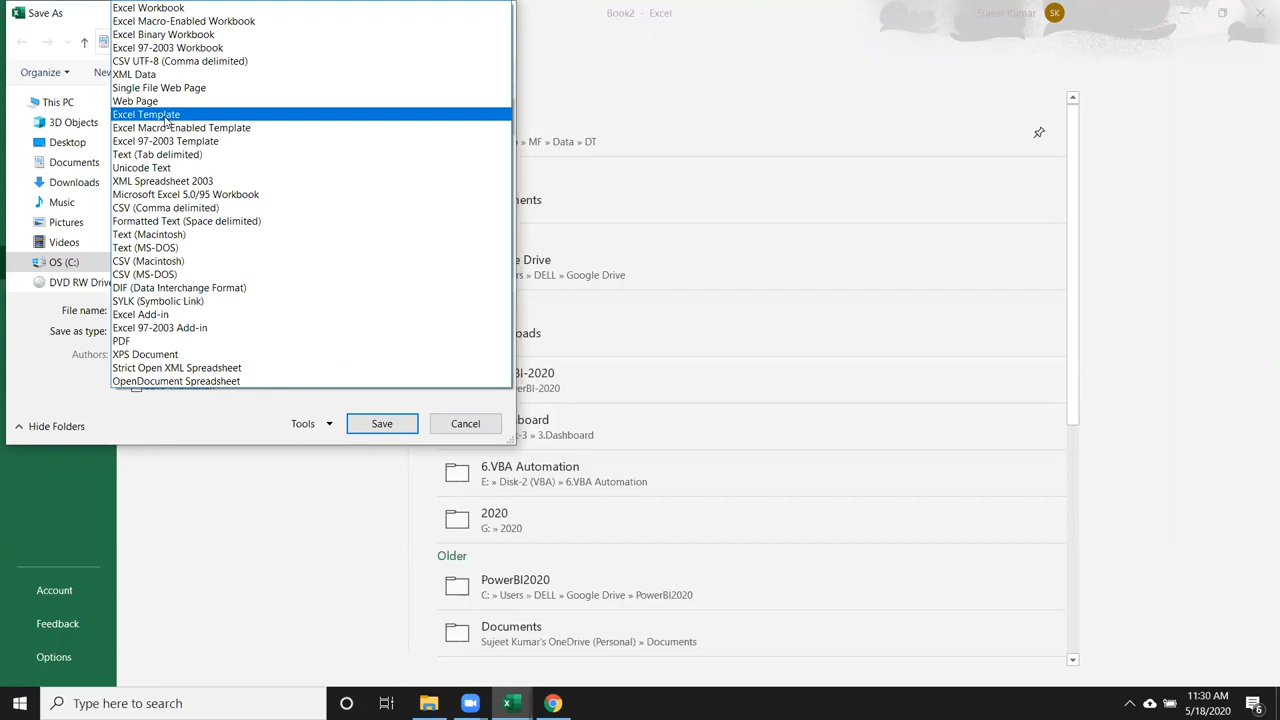 Save As
Book2 - Excel
Sujeet Kumar
SK
Organize
New
This PC
3D Objects
Desktop
Documents
Downloads
Music
Pictures
Videos
OS (C:)
DVD RW Drive
File name:
Save as type:
Authors:
Excel Workbook
Excel Macro-Enabled Workbook
Excel Binary Workbook
Excel 97-2003 Workbook
CSV UTF-8 (Comma delimited)
XML Data
Single File Web Page
Web Page
Excel Template
Excel Macro-Enabled Template
Excel 97-2003 Template
Text (Tab delimited)
Unicode Text
XML Spreadsheet 2003
Microsoft Excel 5.0/95 Workbook
CSV (Comma delimited)
Formatted Text (Space delimited)
Text (Macintosh)
Text (MS-DOS)
CSV (Macintosh)
CSV (MS-DOS)
DIF (Data Interchange Format)
SYLK (Symbolic Link)
Excel Add-in
Excel 97-2003 Add-in
PDF
XPS Document
Strict Open XML Spreadsheet
OpenDocument Spreadsheet
Hide Folders
Tools
Save
Cancel
» MF » Data » DT
ents
e Drive
rs » DELL » Google Drive
oads
BI-2020
erBI-2020
board
-3 » 3.Dashboard
6.VBA Automation
E: » Disk-2 (VBA) » 6.VBA Automation
2020
G: » 2020
Older
PowerBI2020
C: » Users » DELL » Google Drive » PowerBI2020
Documents
Sujeet Kumar's OneDrive (Personal) » Documents
Account
Feedback
Options
Type here to search
11:30 AM
5/18/2020
6